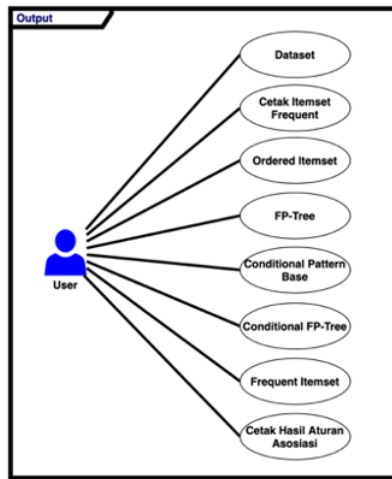 Output
Dataset
Cetak Itemset
Frequent
Ordered Itemset
FP-Tree
Conditional Pattern
Base
User
Conditional FP-Tree
Frequent Itemset
Cetak Hasil Aturan
Asosiasi